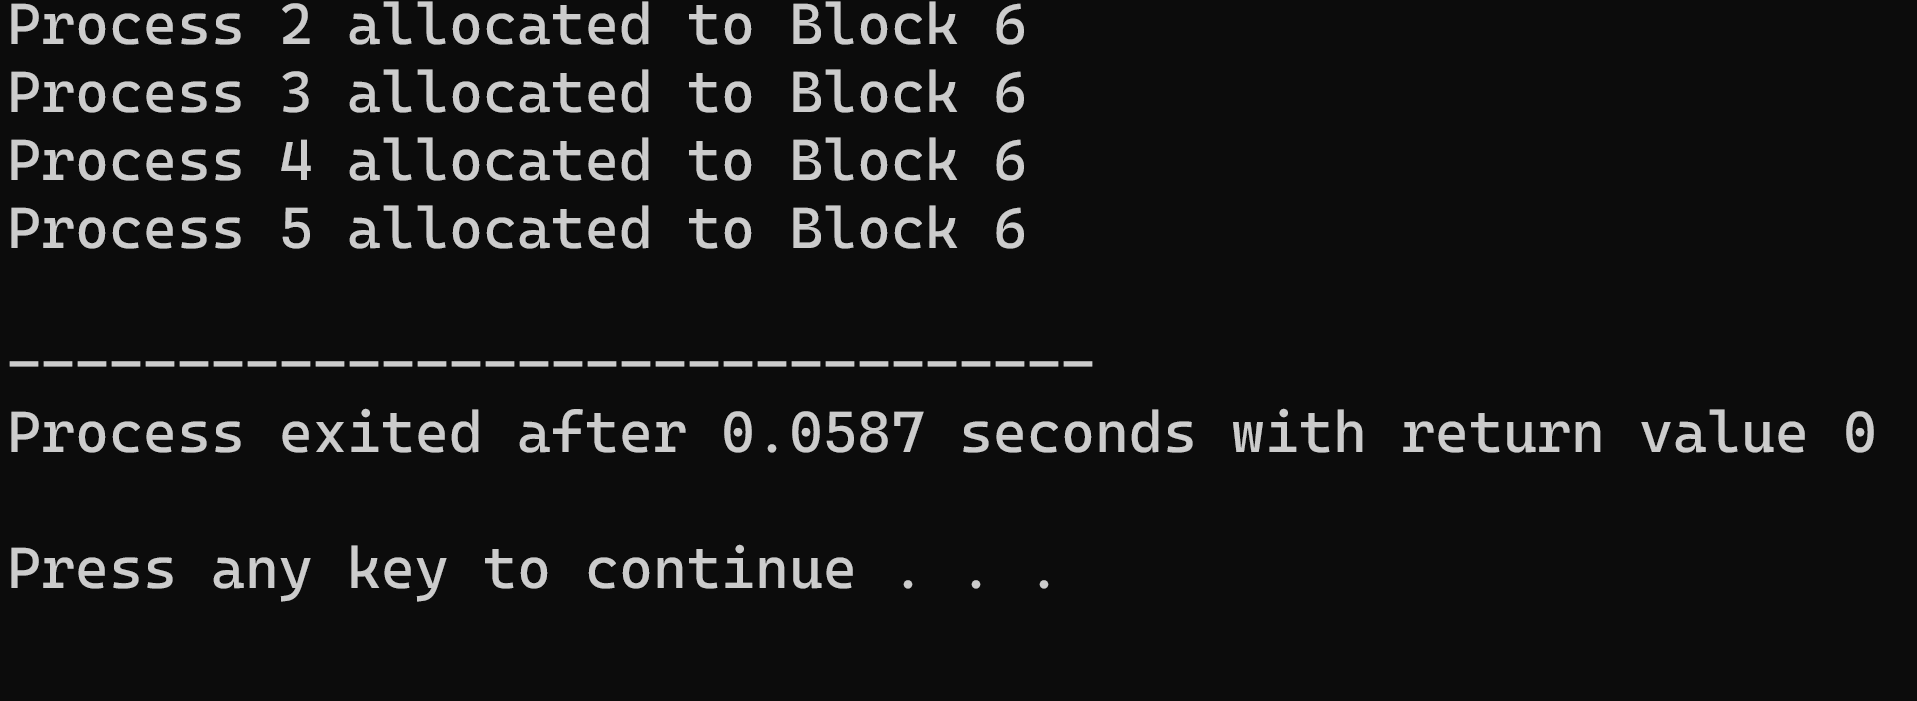 Process 2 allocated to Block 6
Process 3 allocated to Block 6
Process 4 allocated to Block 6
Process 5 allocated to Block 6
--------------------------------
Process exited after 0.0587 seconds with return value 0
Press any key to continue . . .